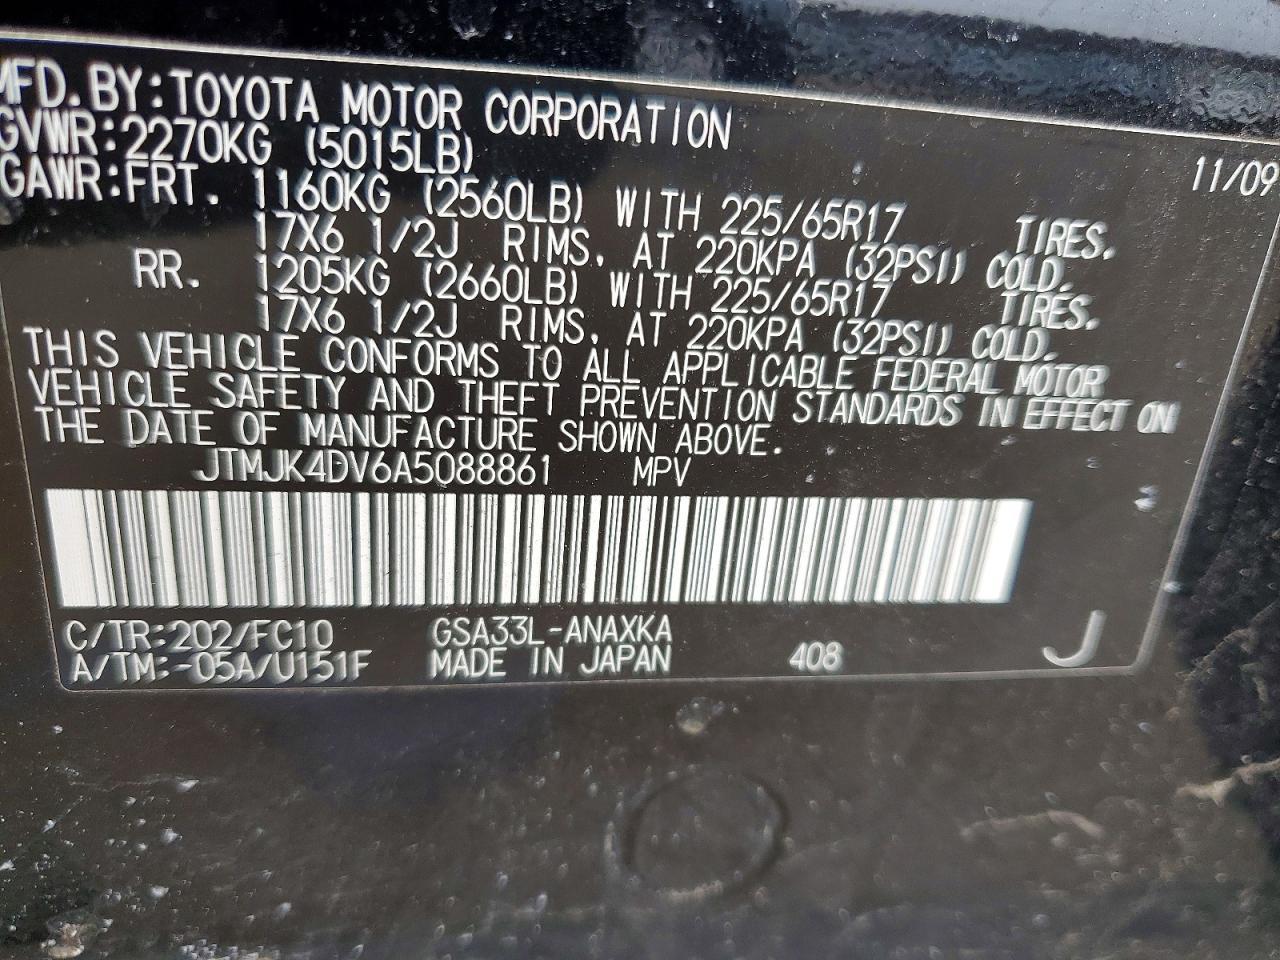 MFD.BY:TOYOTA MOTOR CORPORATION 11/09
GVWR:2270KG (5015LB)
GAWR:FRT. 1160KG (2560LB) WITH 225/65R17 TIRES.
17X6 1/2J RIMS, AT 220KPA (32PSI) COLD.
RR. 1205KG (2660LB) WITH 225/65R17 TIRES.
17X6 1/2J RIMS, AT 220KPA (32PSI) COLD.
THIS VEHICLE CONFORMS TO ALL APPLICABLE FEDERAL MOTOR
VEHICLE SAFETY AND THEFT PREVENTION STANDARDS IN EFFECT ON
THE DATE OF MANUFACTURE SHOWN ABOVE.
JTMJK4DV6A5088861 MPV
C/TR:202/FC10 GSA33L-ANAXKA
A/TM:-05A/U151F MADE IN JAPAN 408 J